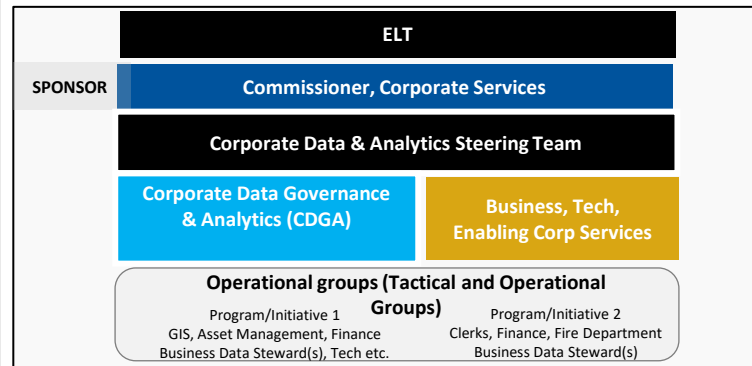 ELT
SPONSOR
Commissioner, Corporate Services
Corporate Data & Analytics Steering Team
Corporate Data Governance
& Analytics (CDGA)
Business, Tech,
Enabling Corp Services
Operational groups (Tactical and Operational
Groups)
Program/Initiative 1
GIS, Asset Management, Finance
Business Data Steward(s), Tech etc.
Program/Initiative 2
Clerks, Finance, Fire Department
Business Data Steward(s)